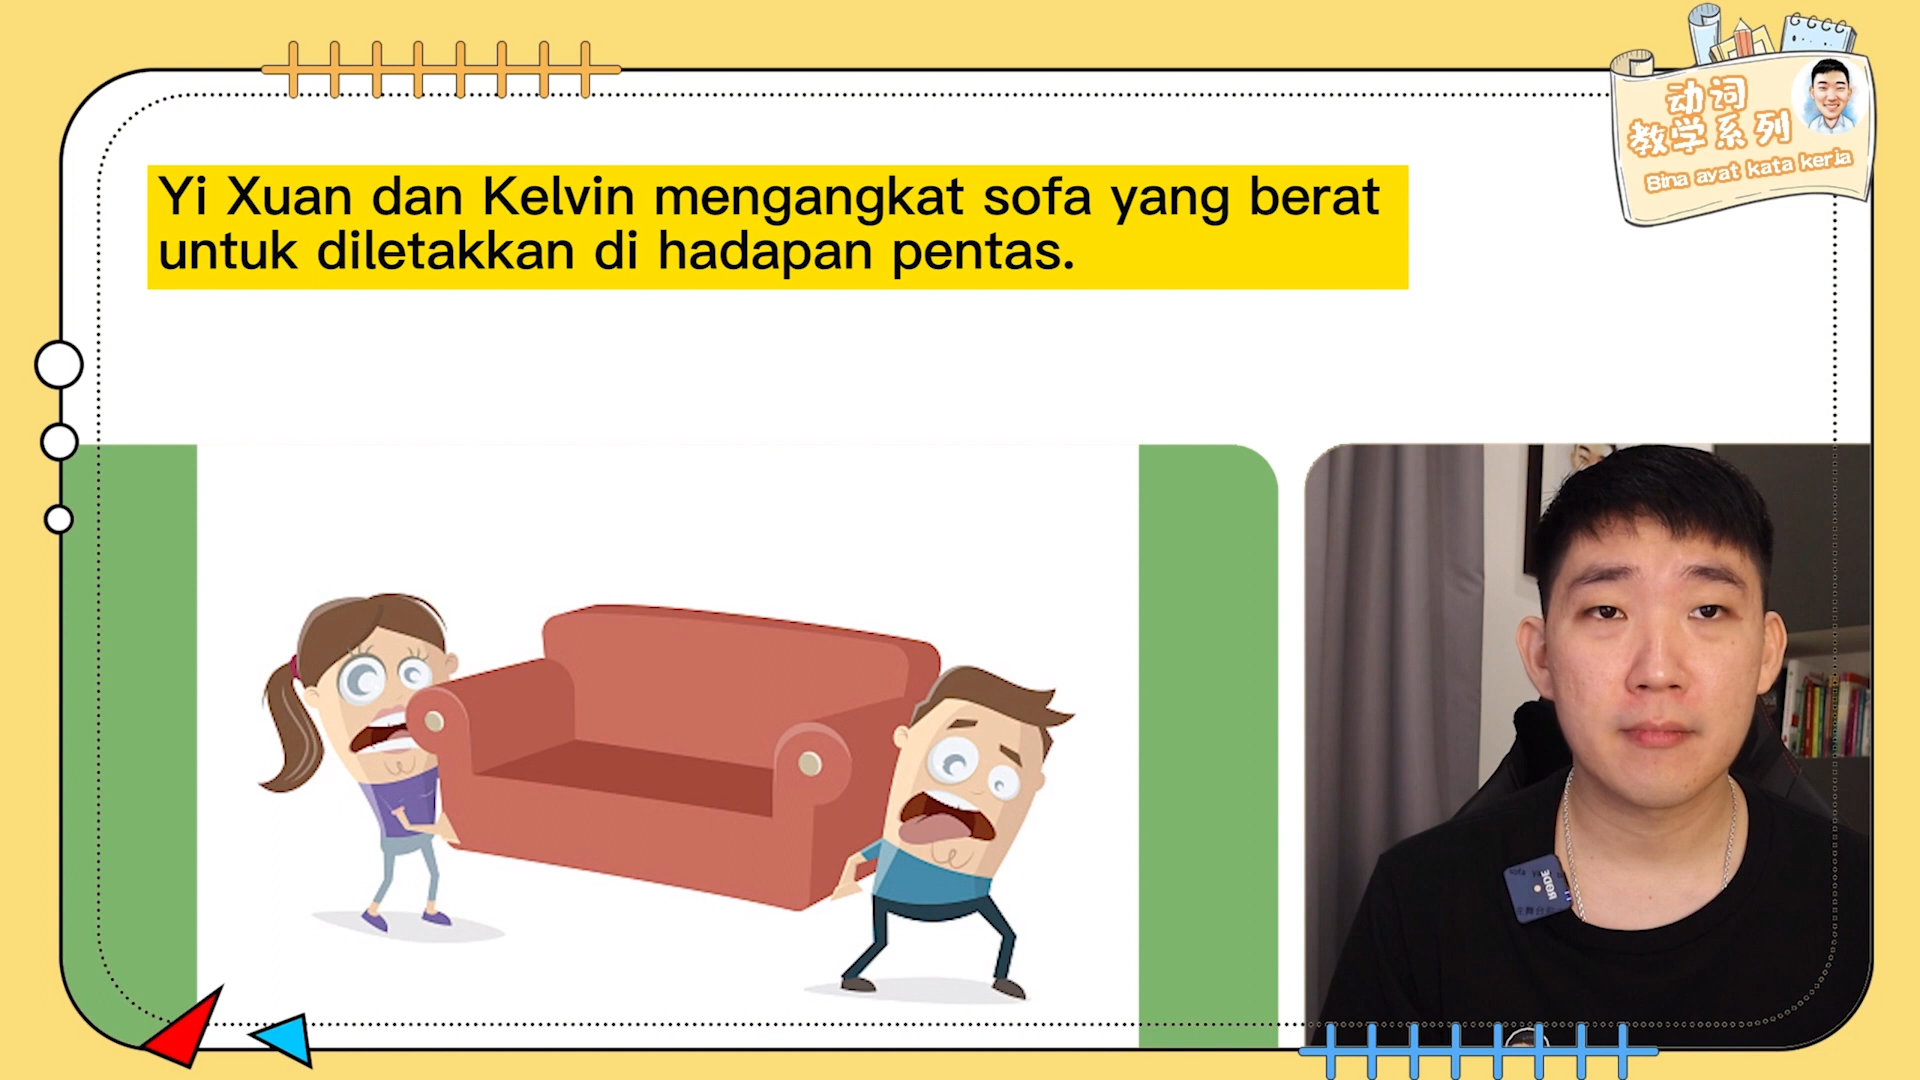 动词
教学系列
Bina ayat kata kerja
Yi Xuan dan Kelvin mengangkat sofa yang berat
untuk diletakkan di hadapan pentas.
RØDE